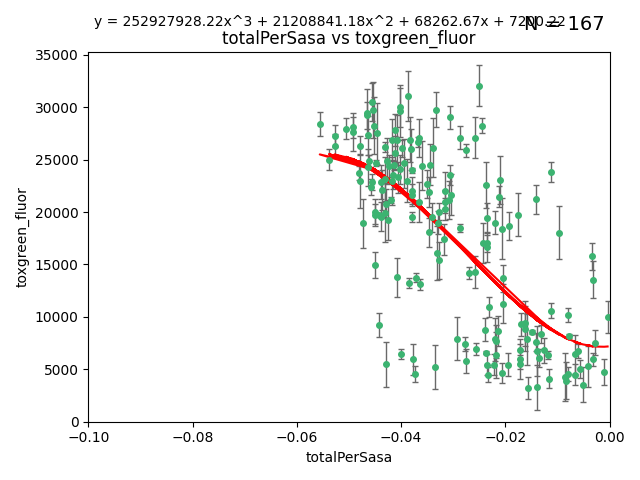 y = 252927928.22x^3 + 21208841.18x^2 + 68262.67x + 7200.22
N = 167
totalPerSasa vs toxgreen_fluor
35000
30000
25000
20000
15000
10000
5000
0
toxgreen_fluor
−0.10
−0.08
−0.06
−0.04
−0.02
0.00
totalPerSasa